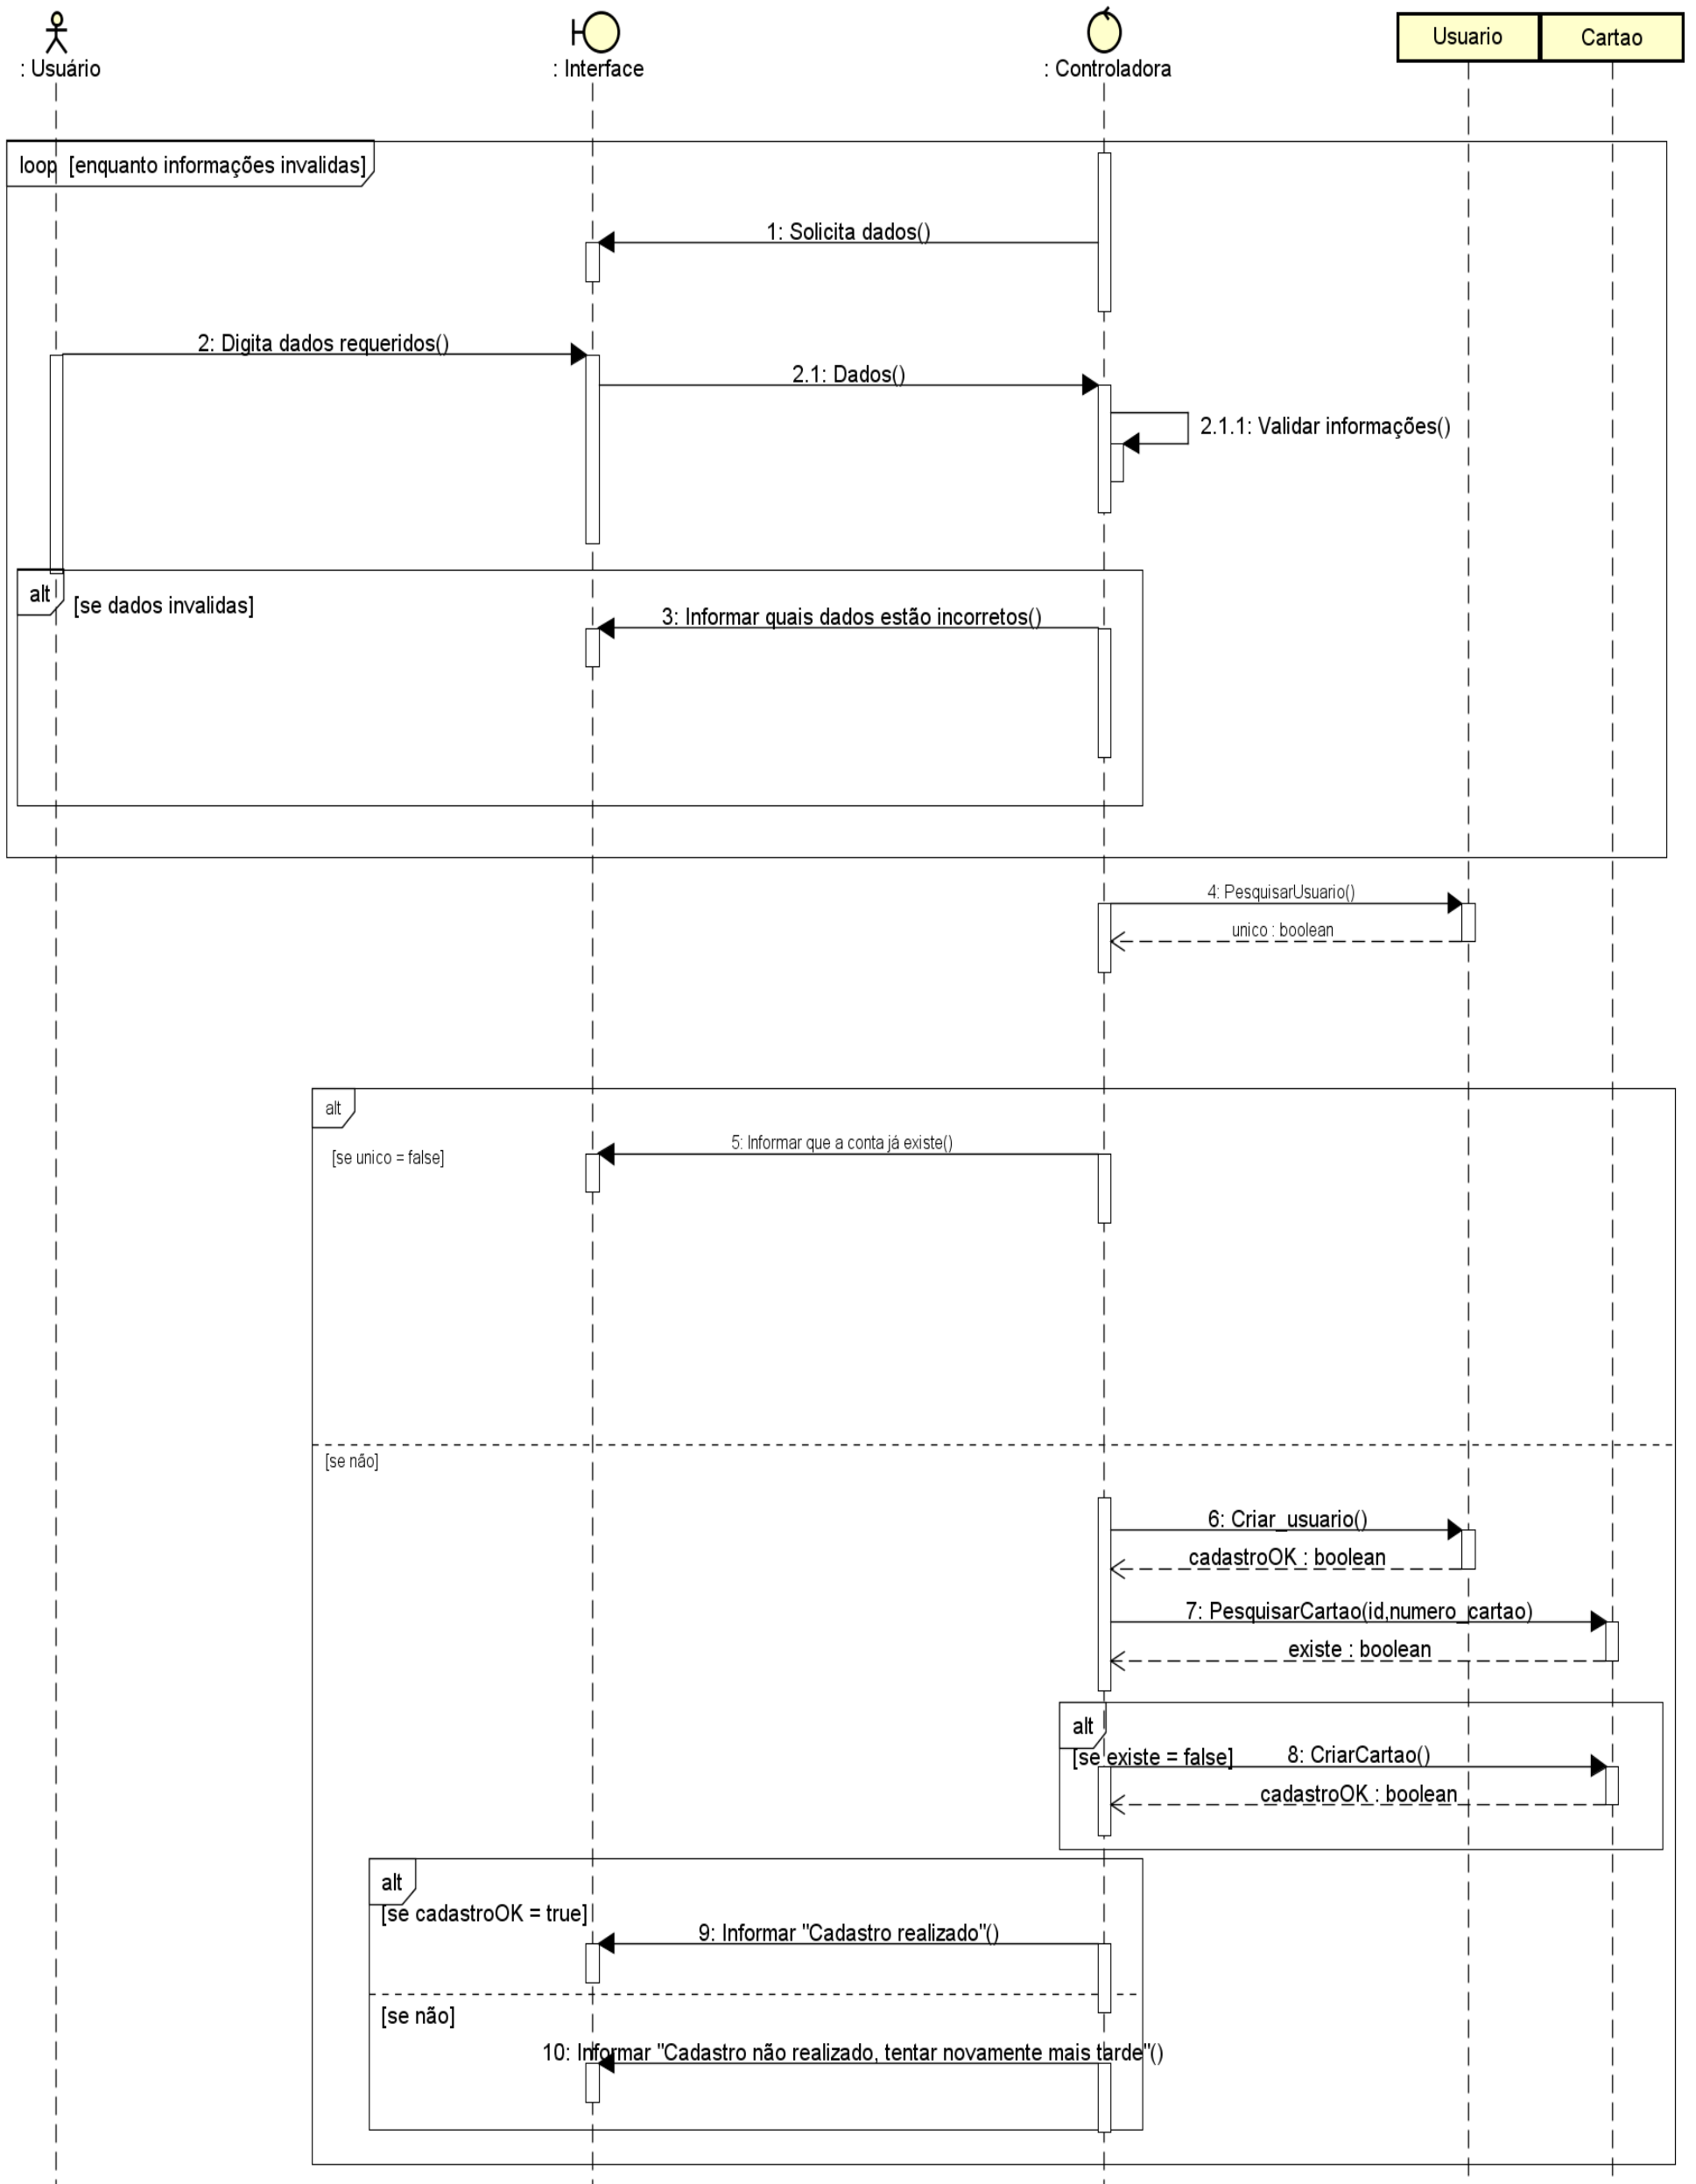 : Usuário
: Interface
: Controladora
Usuario
Cartao
loop [enquanto informações invalidas]
1: Solicita dados()
2: Digita dados requeridos()
2.1: Dados()
2.1.1: Validar informações()
alt
[se dados invalidas]
3: Informar quais dados estão incorretos()
4: PesquisarUsuario()
unico : boolean
alt
5: Informar que a conta já existe()
[se unico = false]
[se não]
6: Criar_usuario()
cadastroOK : boolean
7: PesquisarCartao(id,numero_cartao)
existe : boolean
alt
[se existe = false]
8: CriarCartao()
cadastroOK : boolean
alt
[se cadastroOK = true]
9: Informar "Cadastro realizado"()
[se não]
10: Informar "Cadastro não realizado, tentar novamente mais tarde"()